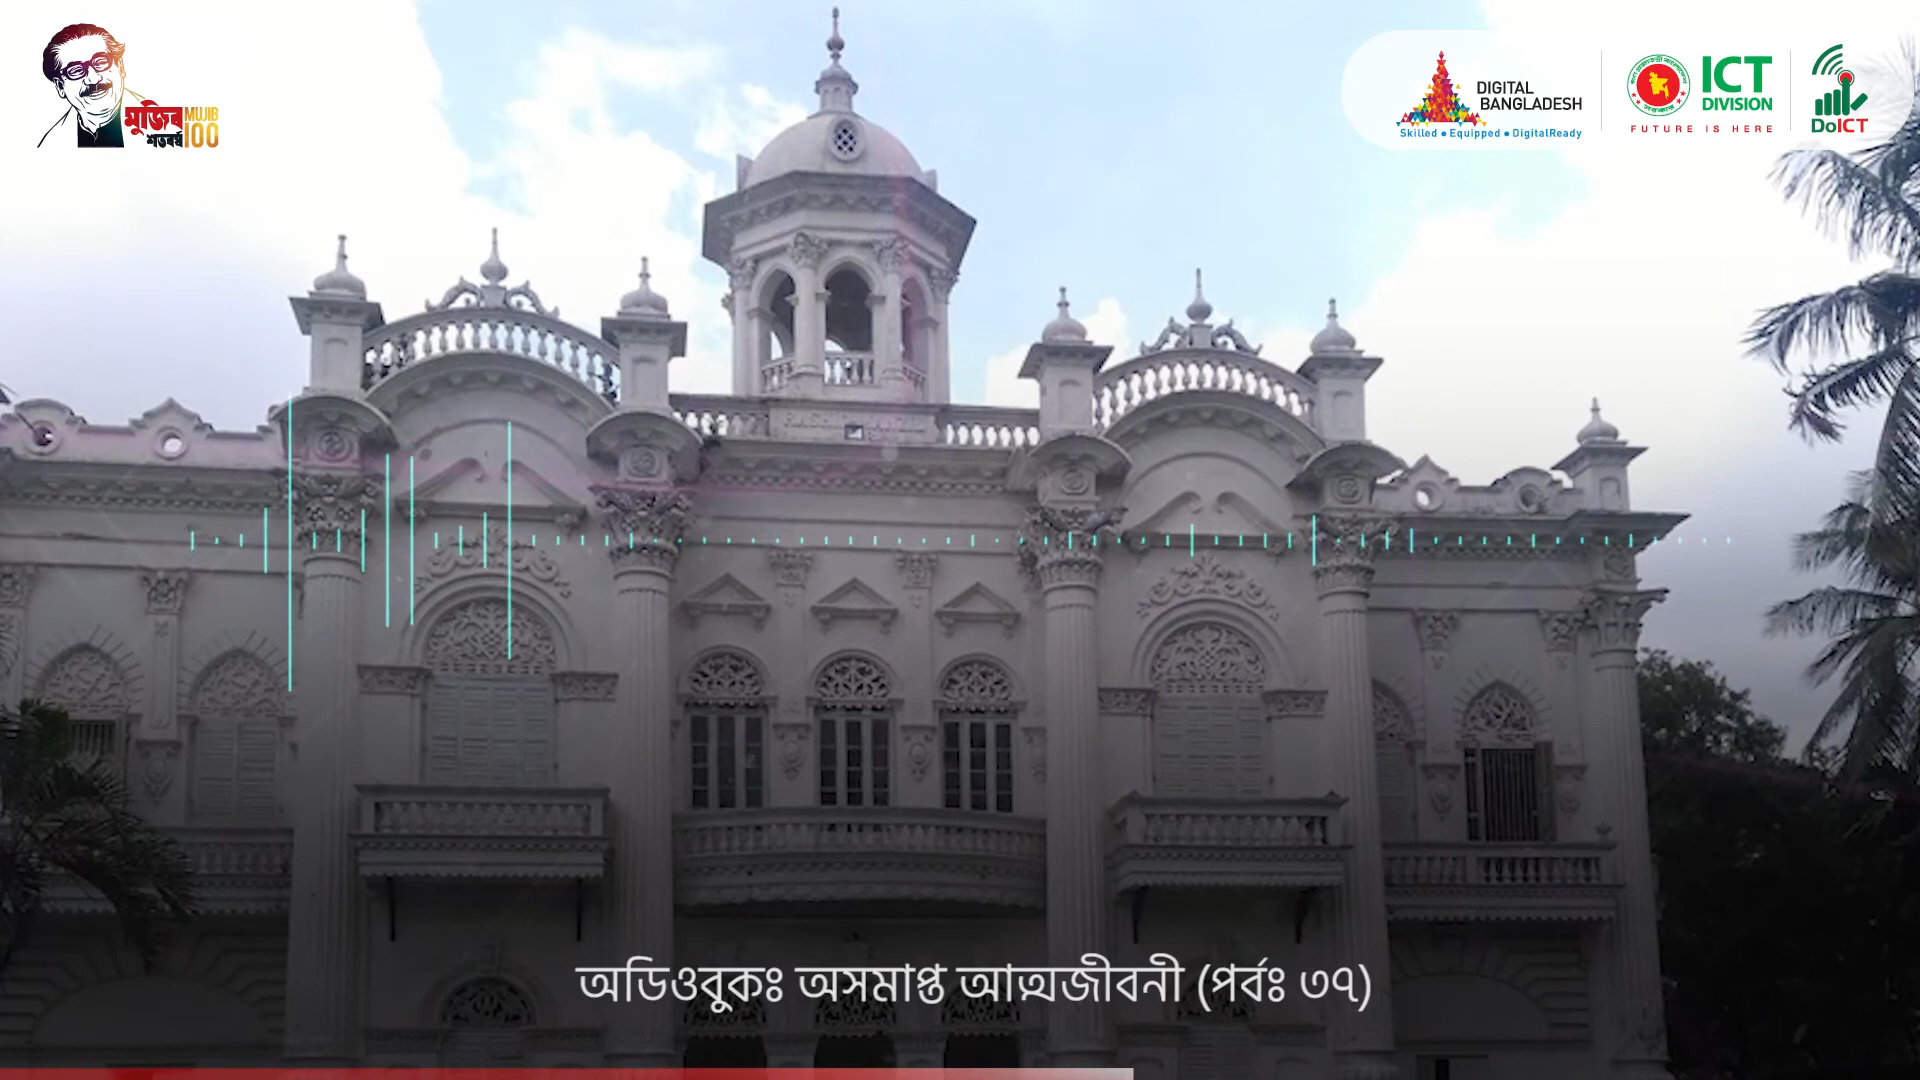 মুজিব
শতবর্ষ
MUJIB
100
DIGITAL
BANGLADESH
Skilled ● Equipped ● DigitalReady
ICT
DIVISION
FUTURE IS HERE
DoICT
অডিওবুকঃ অসমাপ্ত আত্মজীবনী (পর্বঃ ৩৭)